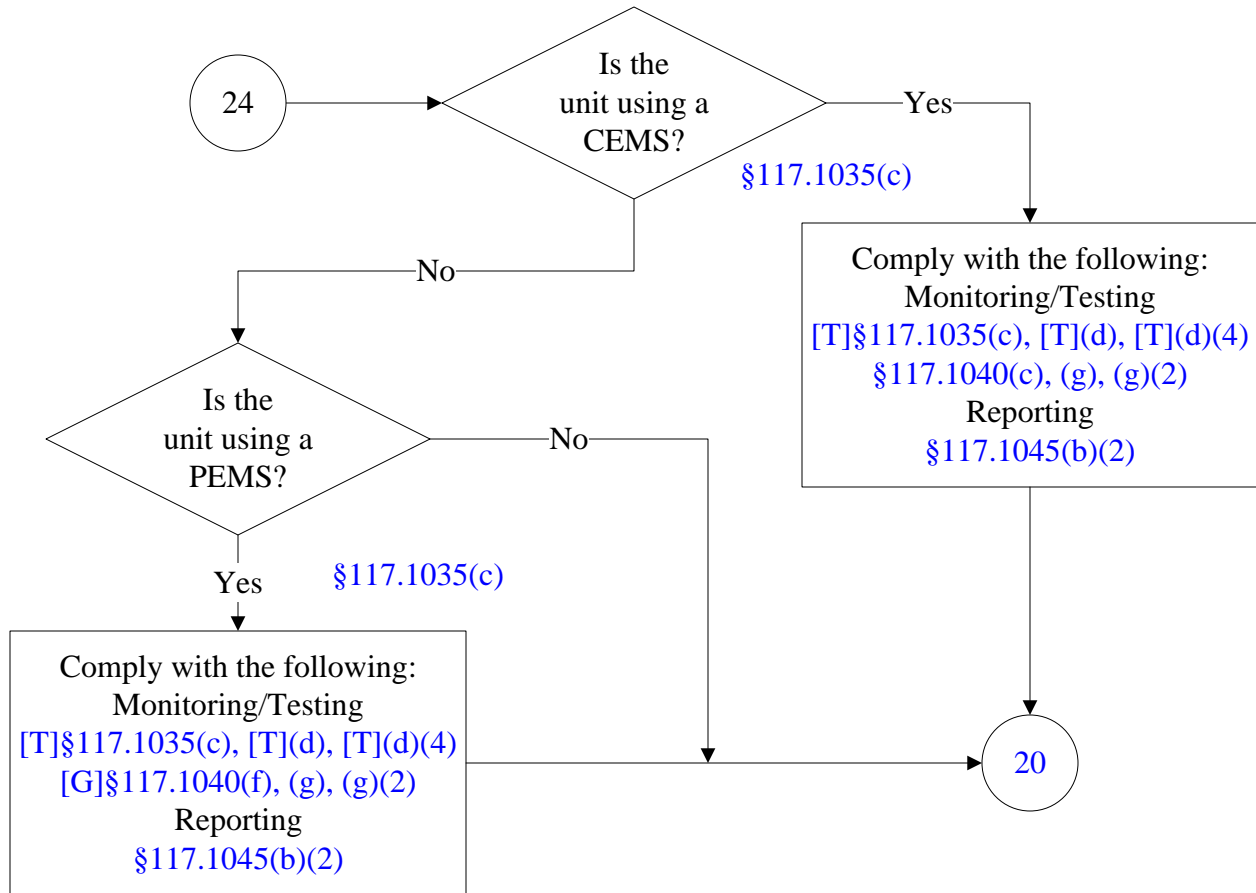 24
Is the
unit using a
CEMS?
Yes
§117.1035(c)
Comply with the following:
Monitoring/Testing
[T]§117.1035(c), [T](d), [T](d)(4)
§117.1040(c), (g), (g)(2)
Reporting
§117.1045(b)(2)
No
Is the
unit using a
PEMS?
No
Yes
§117.1035(c)
Comply with the following:
Monitoring/Testing
[T]§117.1035(c), [T](d), [T](d)(4)
[G]§117.1040(f), (g), (g)(2)
Reporting
§117.1045(b)(2)
20